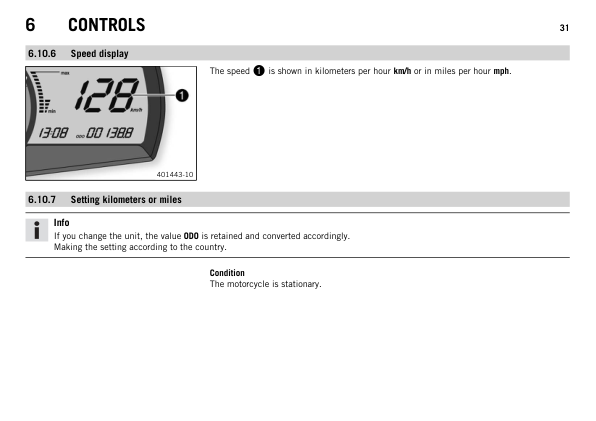 6 CONTROLS 31
6.10.6 Speed display
max
128
km/h
min
13:08 ODO 00 138.8
1
401443-10
The speed 1 is shown in kilometers per hour km/h or in miles per hour mph.
6.10.7 Setting kilometers or miles
i
Info
If you change the unit, the value ODO is retained and converted accordingly.
Making the setting according to the country.
Condition
The motorcycle is stationary.